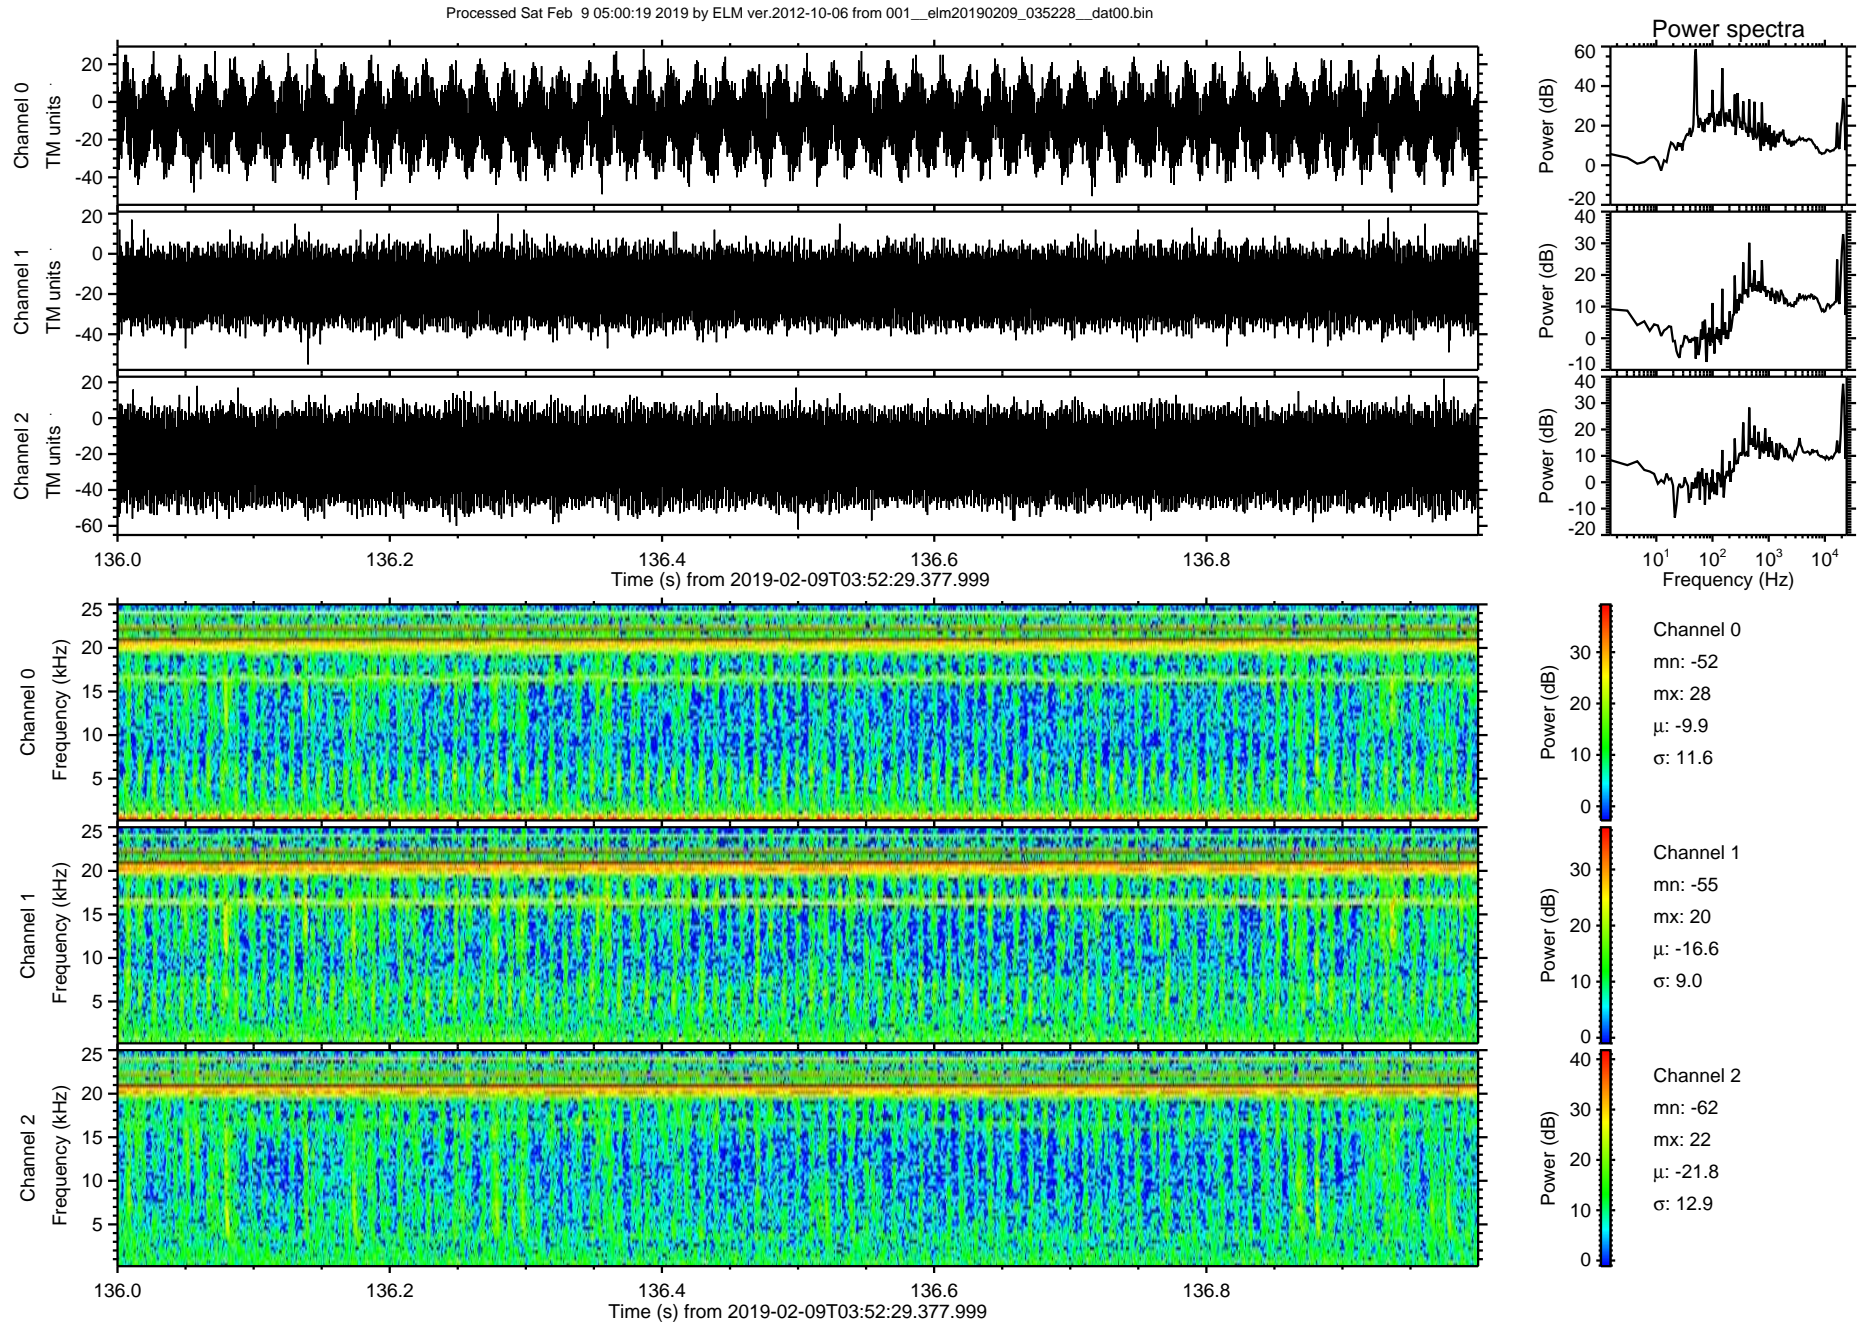 Processed Sat Feb  9 05:00:19 2019 by ELM ver.2012-10-06 from 001__elm20190209_035228__dat00.bin
Power spectra
Channel 0
TM units
20
0
-20
-40
Power (dB)
60
40
20
0
-20
Channel 1
TM units
20
0
-20
-40
Power (dB)
40
30
20
10
0
-10
Channel 2
TM units
20
0
-20
-40
-60
Power (dB)
40
30
20
10
0
-10
-20
136.0 136.2 136.4 136.6 136.8
Time (s) from 2019-02-09T03:52:29.377.999
10¹ 10² 10³ 10⁴
Frequency (Hz)
Channel 0
Frequency (kHz)
25
20
15
10
5
Power (dB)
30
20
10
0
Channel 0
mn: -52
mx: 28
μ: -9.9
σ: 11.6
Channel 1
Frequency (kHz)
25
20
15
10
5
Power (dB)
30
20
10
0
Channel 1
mn: -55
mx: 20
μ: -16.6
σ: 9.0
Channel 2
Frequency (kHz)
25
20
15
10
5
Power (dB)
40
30
20
10
0
Channel 2
mn: -62
mx: 22
μ: -21.8
σ: 12.9
136.0 136.2 136.4 136.6 136.8
Time (s) from 2019-02-09T03:52:29.377.999